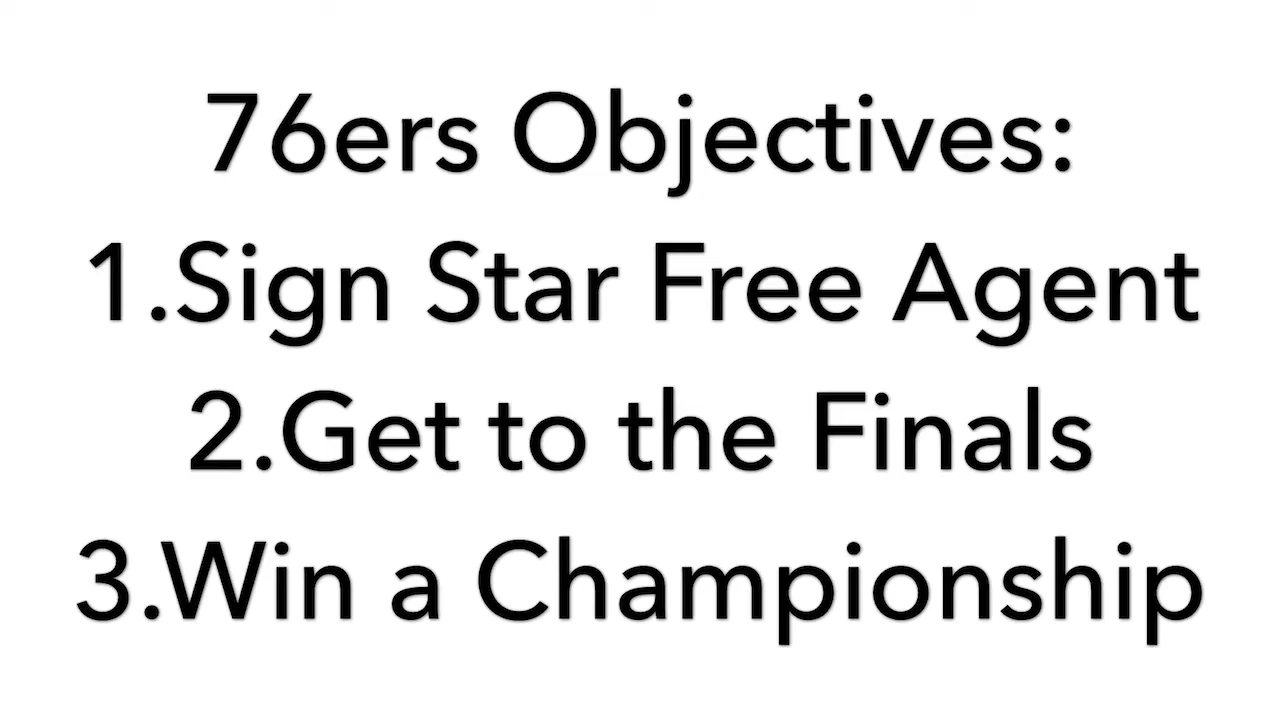 76ers Objectives:
1.Sign Star Free Agent
2.Get to the Finals
3.Win a Championship